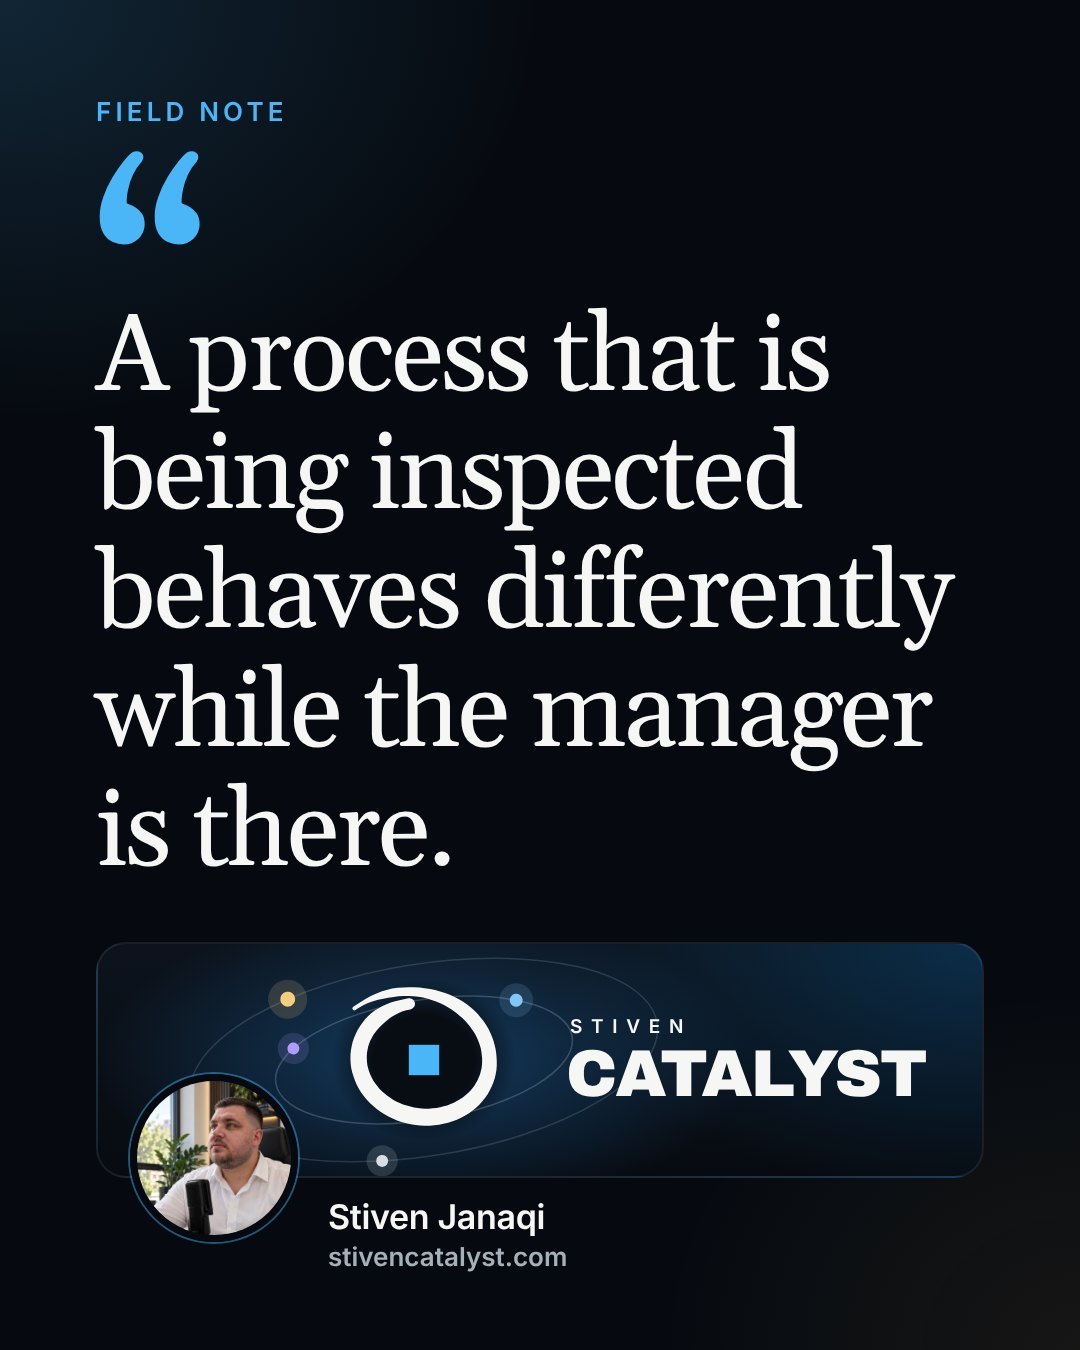 FIELD NOTE
“
A process that is
being inspected
behaves differently
while the manager
is there.
STIVEN
CATALYST
Stiven Janaqi
stivencatalyst.com